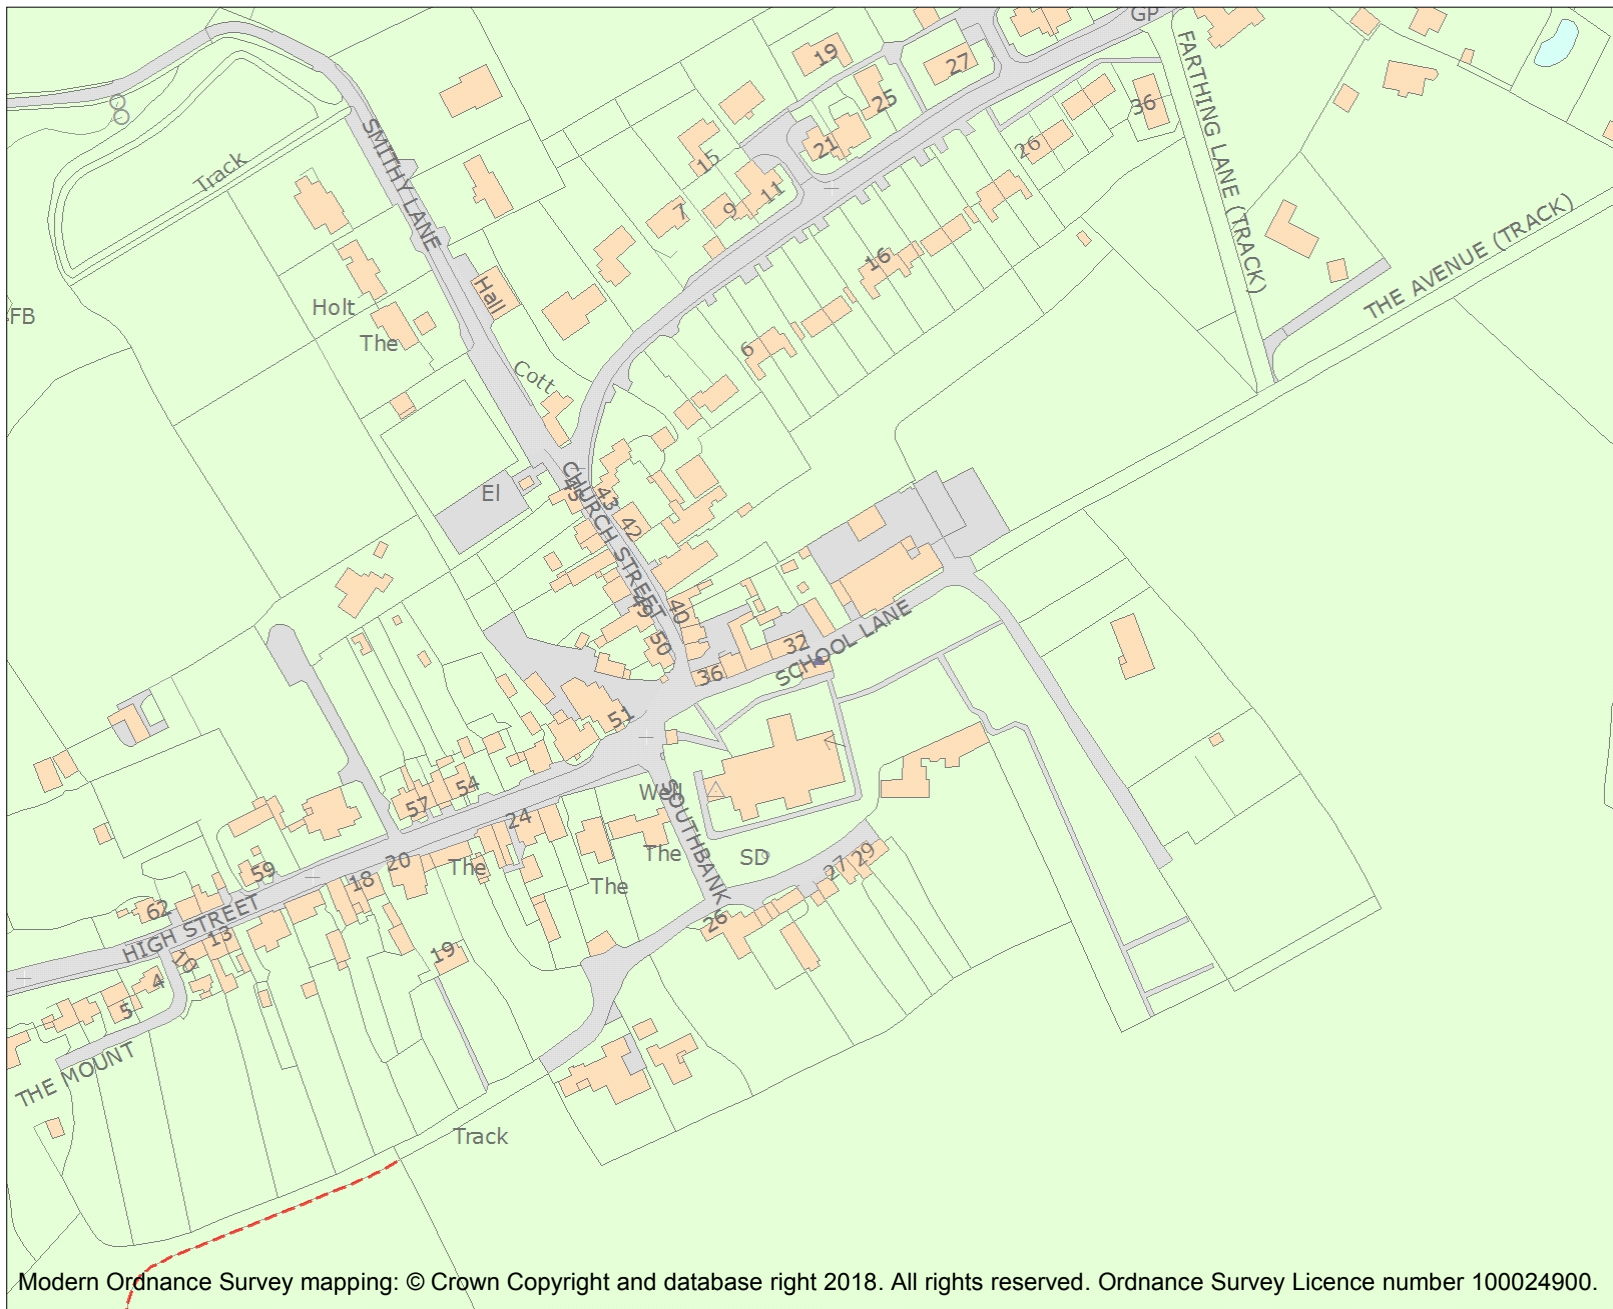 GP
19
27
25
FARTHING LANE (TRACK)
36
SMITHY LANE
21
26
15
Track
11
9
7
THE AVENUE (TRACK)
16
Hall
Holt
FB
The
6
Cott
El
45
43
42
CHURCH STREET
49
40
50
32
SCHOOL LANE
36
51
Well
SOUTHBANK
54
57
24
The
The
SD
20
The
27
29
59
18
62
26
HIGH STREET
13
19
10
4
5
THE MOUNT
Track
Modern Ordnance Survey mapping: © Crown Copyright and database right 2018. All rights reserved. Ordnance Survey Licence number 100024900.